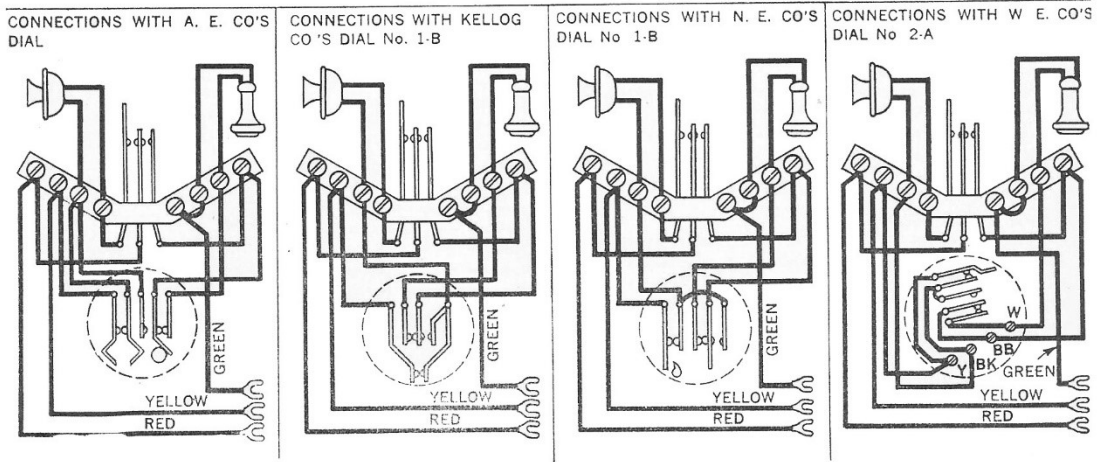 CONNECTIONS WITH A. E. CO'S
DIAL
GREEN
YELLOW
RED
CONNECTIONS WITH KELLOG
CO'S DIAL No. 1-B
GREEN
YELLOW
RED
CONNECTIONS WITH N. E. CO'S
DIAL No 1-B
GREEN
YELLOW
RED
CONNECTIONS WITH W E. CO'S
DIAL No 2-A
W
BB
BK
Y
GREEN
YELLOW
RED